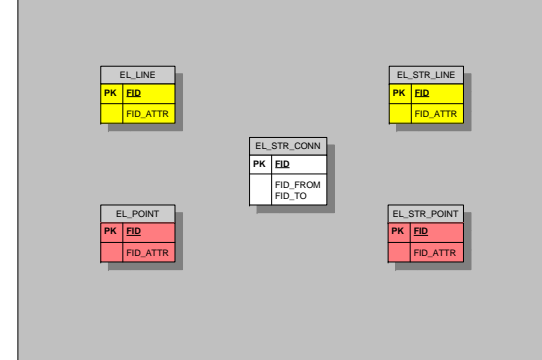 EL_LINE
PK FID
FID_ATTR
EL_STR_LINE
PK FID
FID_ATTR
EL_STR_CONN
PK FID
FID_FROM
FID_TO
EL_POINT
PK FID
FID_ATTR
EL_STR_POINT
PK FID
FID_ATTR